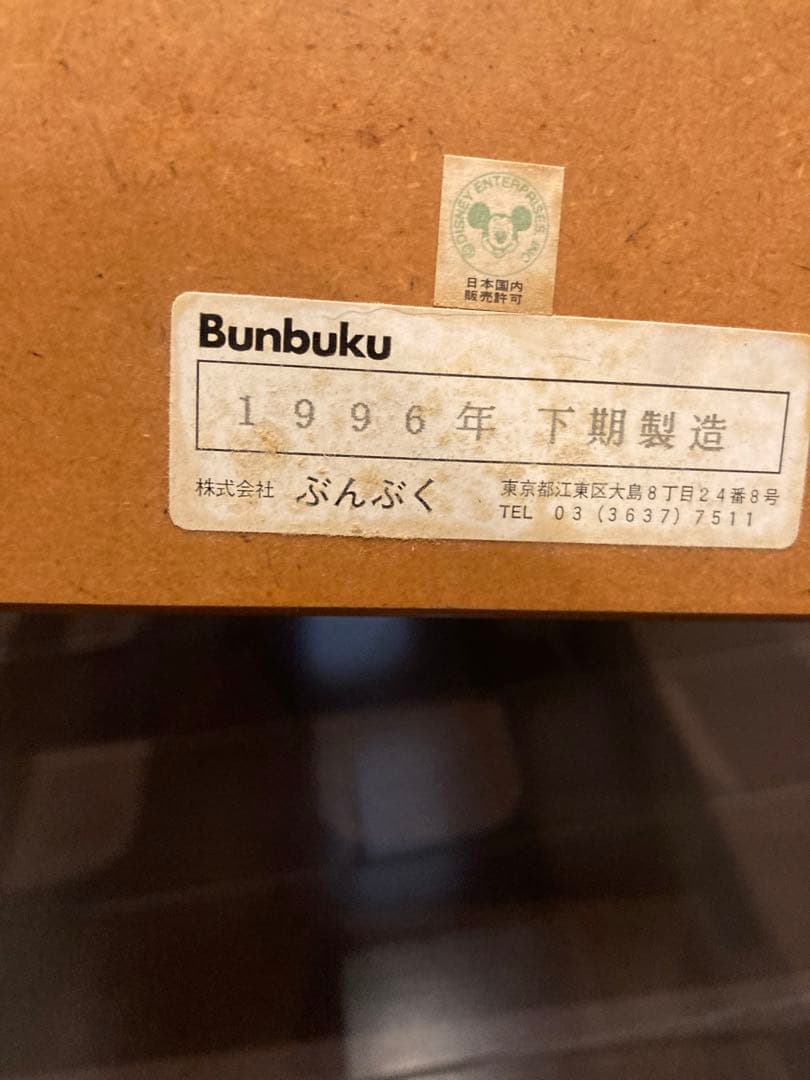 ©DISNEY ENTERPRISES, INC
日本国内
販売許可
Bunbuku
1996年 下期製造
株式会社 ぶんぶく
東京都江東区大島8丁目24番8号
TEL 03(3637)7511